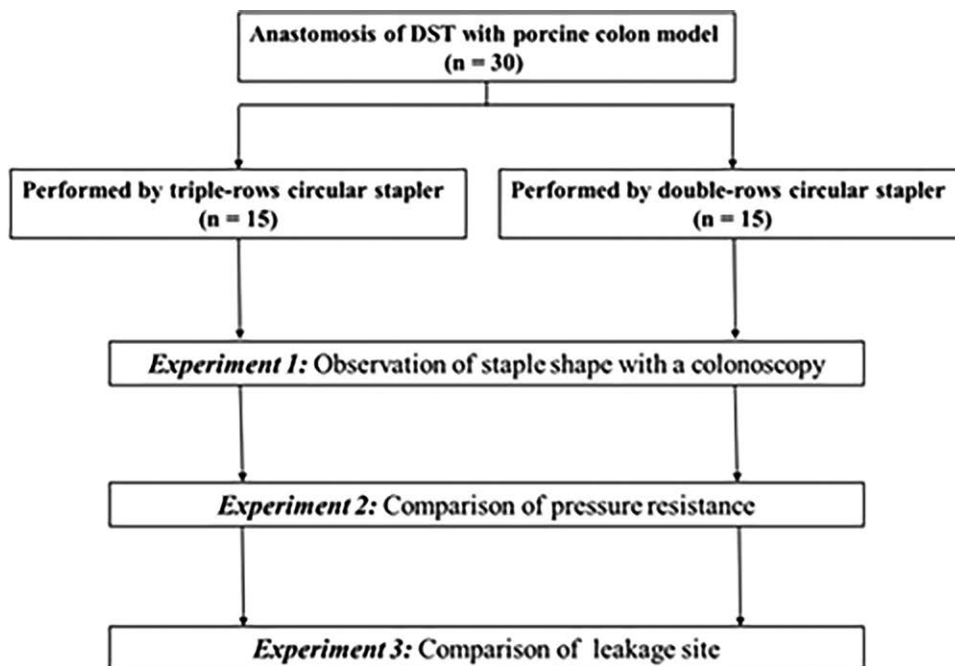 Anastomosis of DST with porcine colon model
(n = 30)
Performed by triple-rows circular stapler
(n = 15)
Performed by double-rows circular stapler
(n = 15)
Experiment 1: Observation of staple shape with a colonoscopy
Experiment 2: Comparison of pressure resistance
Experiment 3: Comparison of leakage site